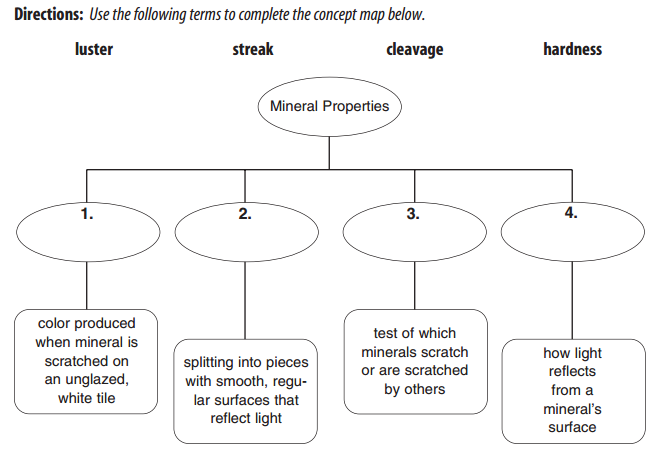 Directions: Use the following terms to complete the concept map below.
luster streak cleavage hardness
Mineral Properties
1. 2. 3. 4.
color produced
when mineral is
scratched on
an unglazed,
white tile
splitting into pieces
with smooth, regu-
lar surfaces that
reflect light
test of which
minerals scratch
or are scratched
by others
how light
reflects
from a
mineral's
surface